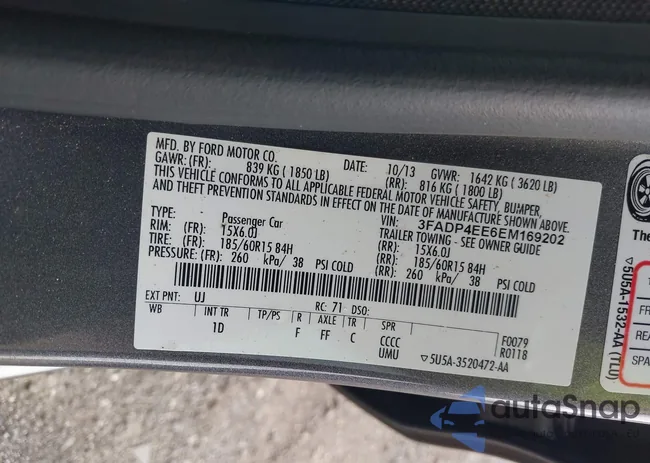 MFD. BY FORD MOTOR CO.
DATE: 10/13 GVWR: 1642 KG ( 3620 LB)
GAWR: (FR): 839 KG ( 1850 LB) (RR): 816 KG ( 1800 LB)
THIS VEHICLE CONFORMS TO ALL APPLICABLE FEDERAL MOTOR VEHICLE SAFETY, BUMPER,
AND THEFT PREVENTION STANDARDS IN EFFECT ON THE DATE OF MANUFACTURE SHOWN ABOVE.
VIN: 3FADP4EE6EM169202
TYPE: Passenger Car TRAILER TOWING - SEE OWNER GUIDE
RIM: (FR): 15X6.0J (RR): 15X6.0J
TIRE: (FR): 185/60R15 84H (RR): 185/60R15 84H
PRESSURE: (FR): 260 kPa/ 38 PSI COLD (RR): 260 kPa/ 38 PSI COLD
EXT PNT: UJ RC: 71 DSO:
WB INT TR TP/PS R AXLE TR SPR F0079
1D F FF C CCCC R0118
UMU ▽5U5A-3520472-AA
The
▽5U5A-1532-AA (TLU)
FR
REA
SPA
autoSnap